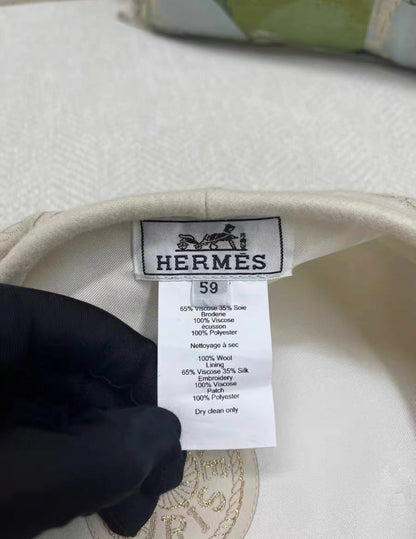 HERMÈS
59
65% Viscose 35% Soie
Broderie
100% Viscose
écusson
100% Polyester
Nettoyage à sec
100% Wool
Lining
65% Viscose 35% Silk
Embroidery
100% Viscose
Patch
100% Polyester
Dry clean only